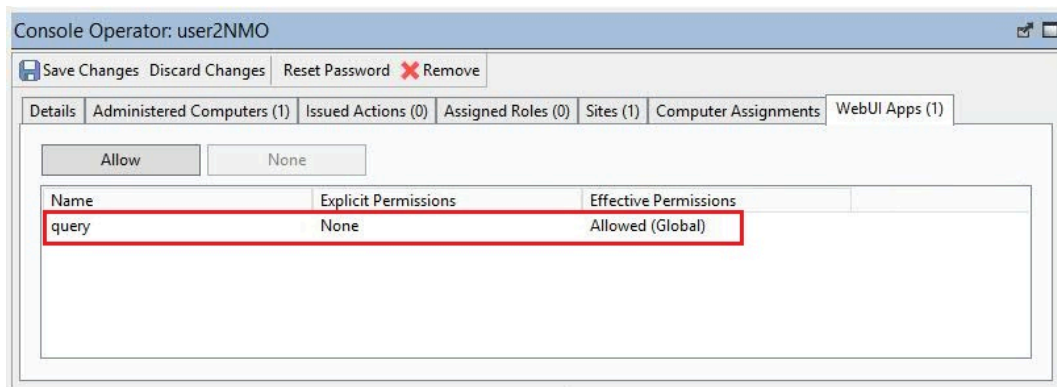 Console Operator: user2NMO
Save Changes Discard Changes Reset Password Remove
Details Administered Computers (1) Issued Actions (0) Assigned Roles (0) Sites (1) Computer Assignments WebUI Apps (1)
Allow None
Name Explicit Permissions Effective Permissions
query None Allowed (Global)